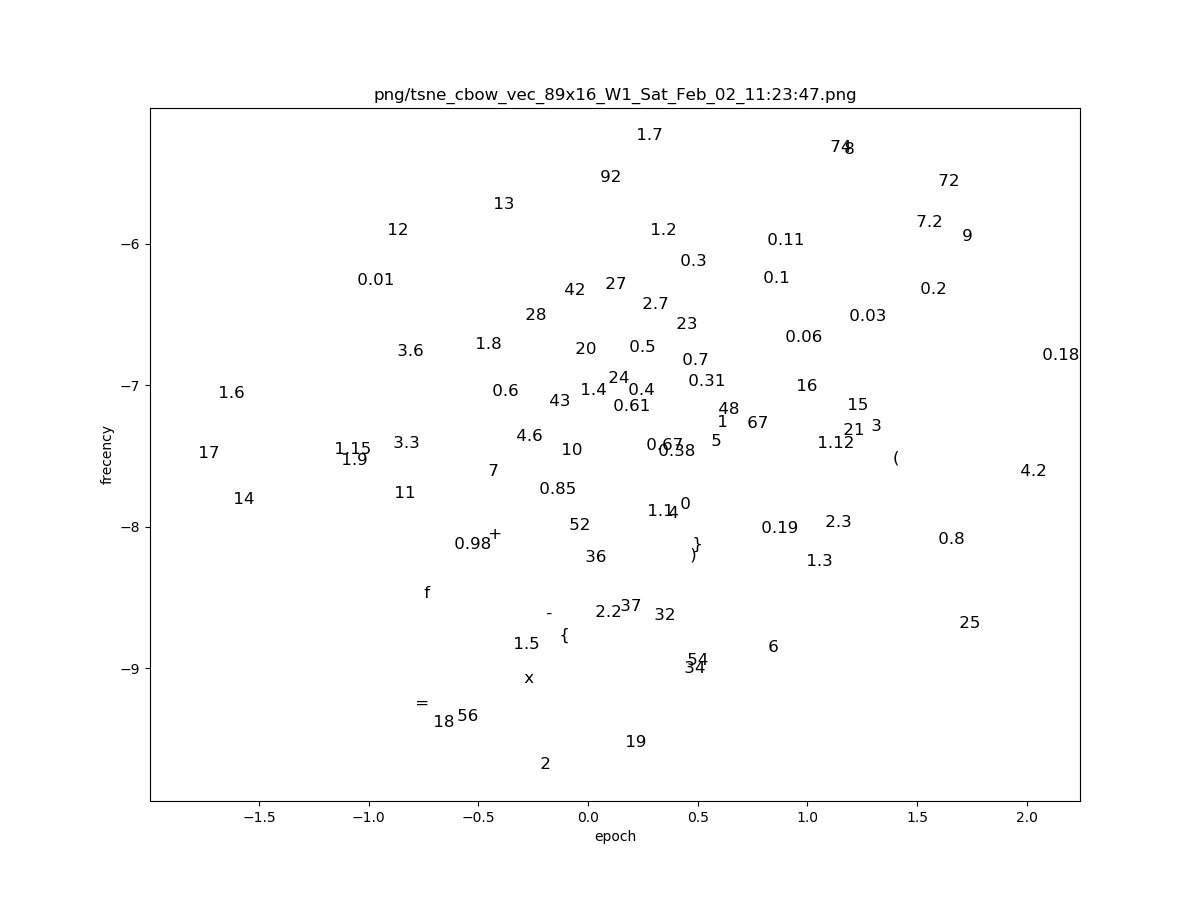 png/tsne_cbow_vec_89x16_W1_Sat_Feb_02_11:23:47.png
1.7
74 8
92 72
13
7.2
12 1.2 9
0.11
0.3
0.01 0.1
42 27 0.2
2.7
28 23 0.03
0.06
3.6 1.8 20 0.5 0.18
0.7
24 0.31
1.6 0.6 1.4 0.4 16
43 0.61 48 15
1 67 3
4.6 21
17 1.15 3.3 10 0.67 0.38 5 1.12
1.9 (
7 4.2
14 11 0.85
1.1 4 0
52 0.19 2.3
0.98 + } 0.8
36 ) 1.3
f
- 2.2 37 32 25
1.5 { 6
54
x 34
=
18 56
19
2
−6
−7
−8
−9
frecency
−1.5 −1.0 −0.5 0.0 0.5 1.0 1.5 2.0
epoch